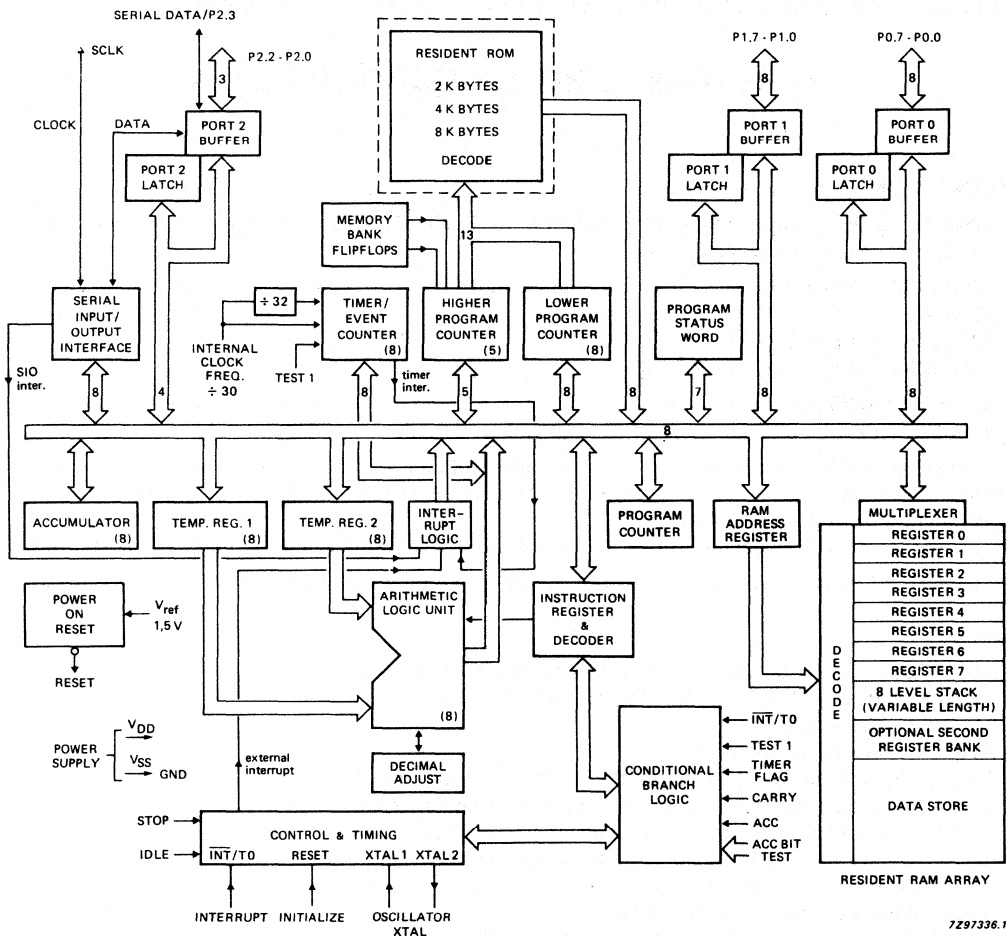 SERIAL DATA/P2.3
SCLK
P2.2 - P2.0
3
CLOCK
DATA
PORT 2
BUFFER
PORT 2
LATCH
RESIDENT ROM
2 K BYTES
4 K BYTES
8 K BYTES
DECODE
P1.7 - P1.0
8
PORT 1
BUFFER
PORT 1
LATCH
P0.7 - P0.0
8
PORT 0
BUFFER
PORT 0
LATCH
MEMORY
BANK
FLIPFLOPS
13
SERIAL
INPUT/
OUTPUT
INTERFACE
÷ 32
INTERNAL
CLOCK
FREQ.
÷ 30
TEST 1
TIMER/
EVENT
COUNTER
(8)
HIGHER
PROGRAM
COUNTER
(5)
LOWER
PROGRAM
COUNTER
(8)
PROGRAM
STATUS
WORD
SIO
inter.
8
4
8
timer
inter.
5
8
8
7
8
8
8
ACCUMULATOR
(8)
TEMP. REG. 1
(8)
TEMP. REG. 2
(8)
INTER-
RUPT
LOGIC
PROGRAM
COUNTER
RAM
ADDRESS
REGISTER
MULTIPLEXER
REGISTER 0
REGISTER 1
REGISTER 2
REGISTER 3
REGISTER 4
REGISTER 5
REGISTER 6
REGISTER 7
8 LEVEL STACK
(VARIABLE LENGTH)
OPTIONAL SECOND
REGISTER BANK
DATA STORE
DECODE
RESIDENT RAM ARRAY
POWER
ON
RESET
Vref
1,5 V
RESET
ARITHMETIC
LOGIC UNIT
(8)
INSTRUCTION
REGISTER
&
DECODER
POWER
SUPPLY
VDD
VSS
GND
external
interrupt
DECIMAL
ADJUST
CONDITIONAL
BRANCH
LOGIC
INT/T0
TEST 1
TIMER
FLAG
CARRY
ACC
ACC BIT
TEST
STOP
IDLE
CONTROL & TIMING
INT/T0 RESET XTAL1 XTAL2
INTERRUPT
INITIALIZE
OSCILLATOR
XTAL
7Z97336.1